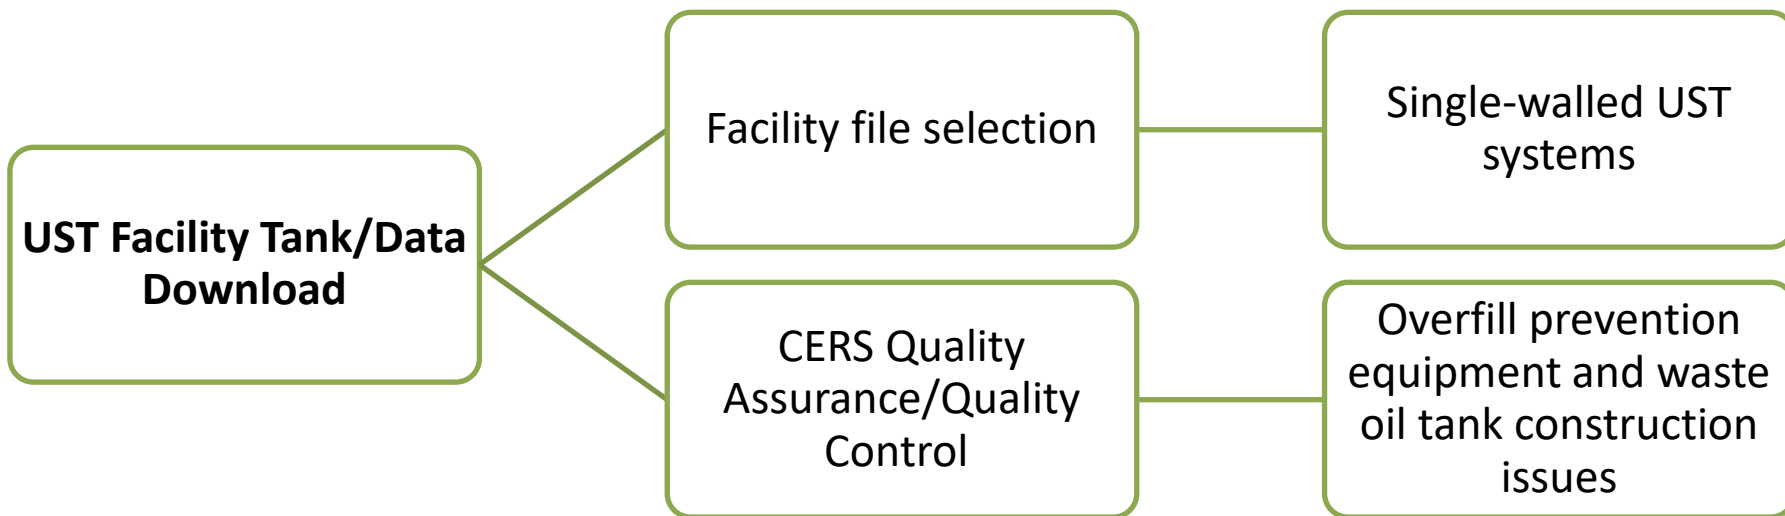 UST Facility Tank/Data
Download
Facility file selection
Single-walled UST
systems
CERS Quality
Assurance/Quality
Control
Overfill prevention
equipment and waste
oil tank construction
issues